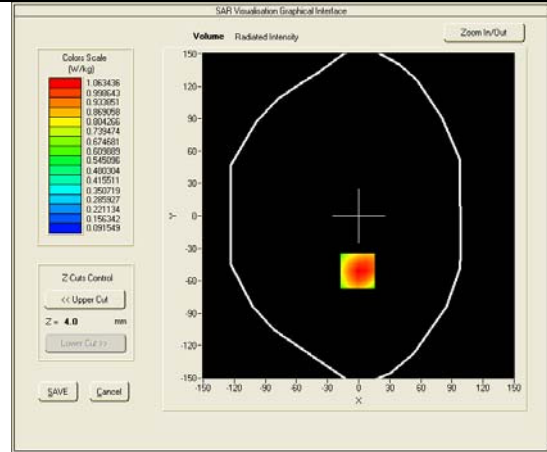 SAR Visualisation Graphical Interface
Volume Radiated Intensity
Zoom In/Out
Colors Scale
(W/kg)
1.063436
0.998643
0.933851
0.869058
0.804266
0.739474
0.674681
0.609889
0.545096
0.480304
0.415511
0.350719
0.285927
0.221134
0.156342
0.091549
Z Cuts Control
<< Upper Cut
Z = 4.0 mm
Lower Cut >>
SAVE
Cancel
150
120
90
60
30
0
-30
-60
-90
-120
-150
Y
-150 -120 -90 -60 -30 0 30 60 90 120 150
X